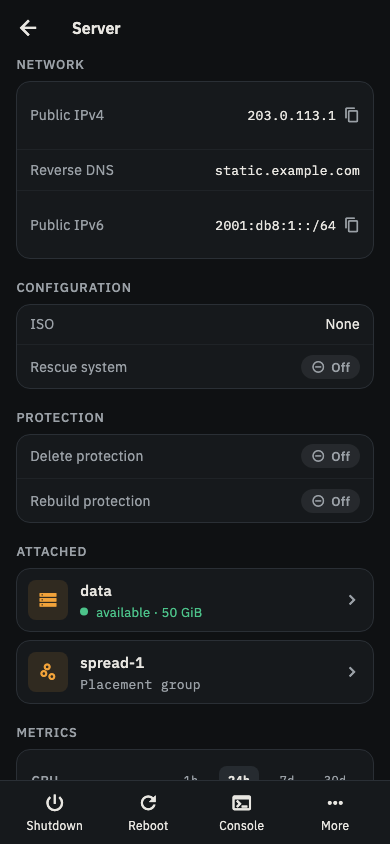 Server
NETWORK
Public IPv4 203.0.113.1
Reverse DNS static.example.com
Public IPv6 2001:db8:1::/64
CONFIGURATION
ISO None
Rescue system Off
PROTECTION
Delete protection Off
Rebuild protection Off
ATTACHED
data
available · 50 GiB
spread-1
Placement group
METRICS
CPU 1h 24h 7d 30d
Shutdown Reboot Console More